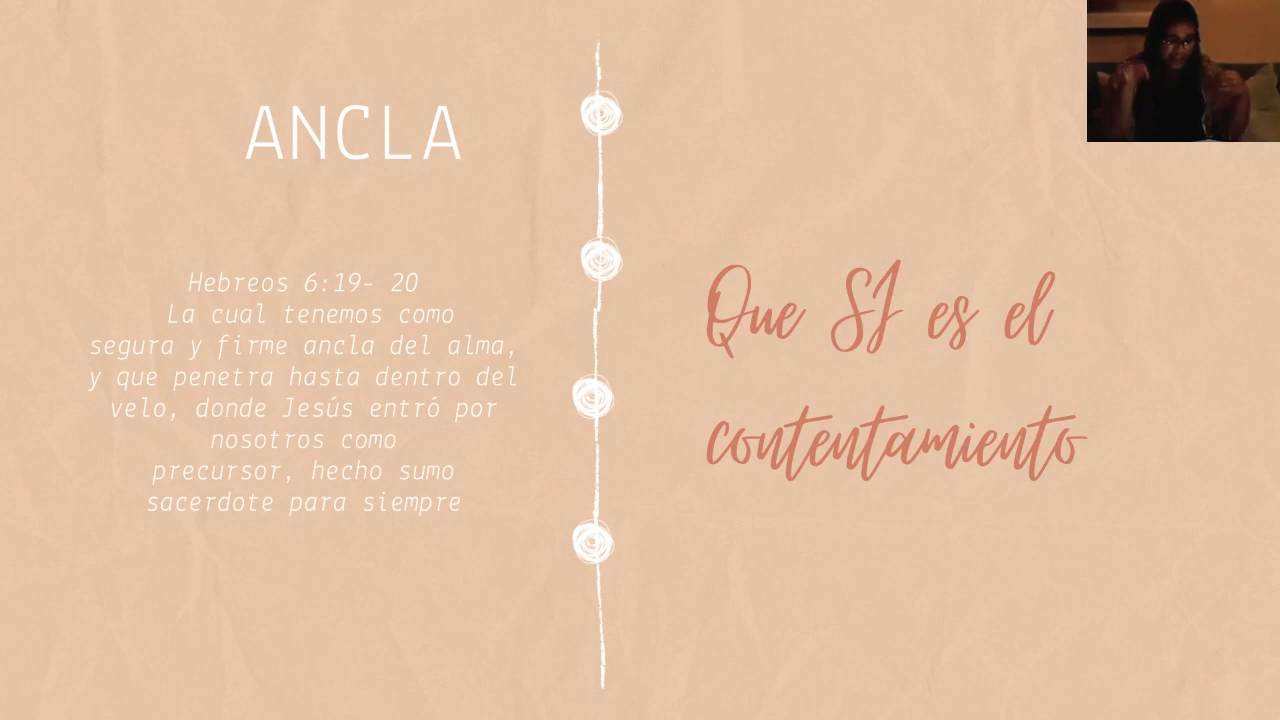 ANCLA
Hebreos 6:19- 20
La cual tenemos como
segura y firme ancla del alma,
y que penetra hasta dentro del
velo, donde Jesús entró por
nosotros como
precursor, hecho sumo
sacerdote para siempre
Que SI es el
contentamiento